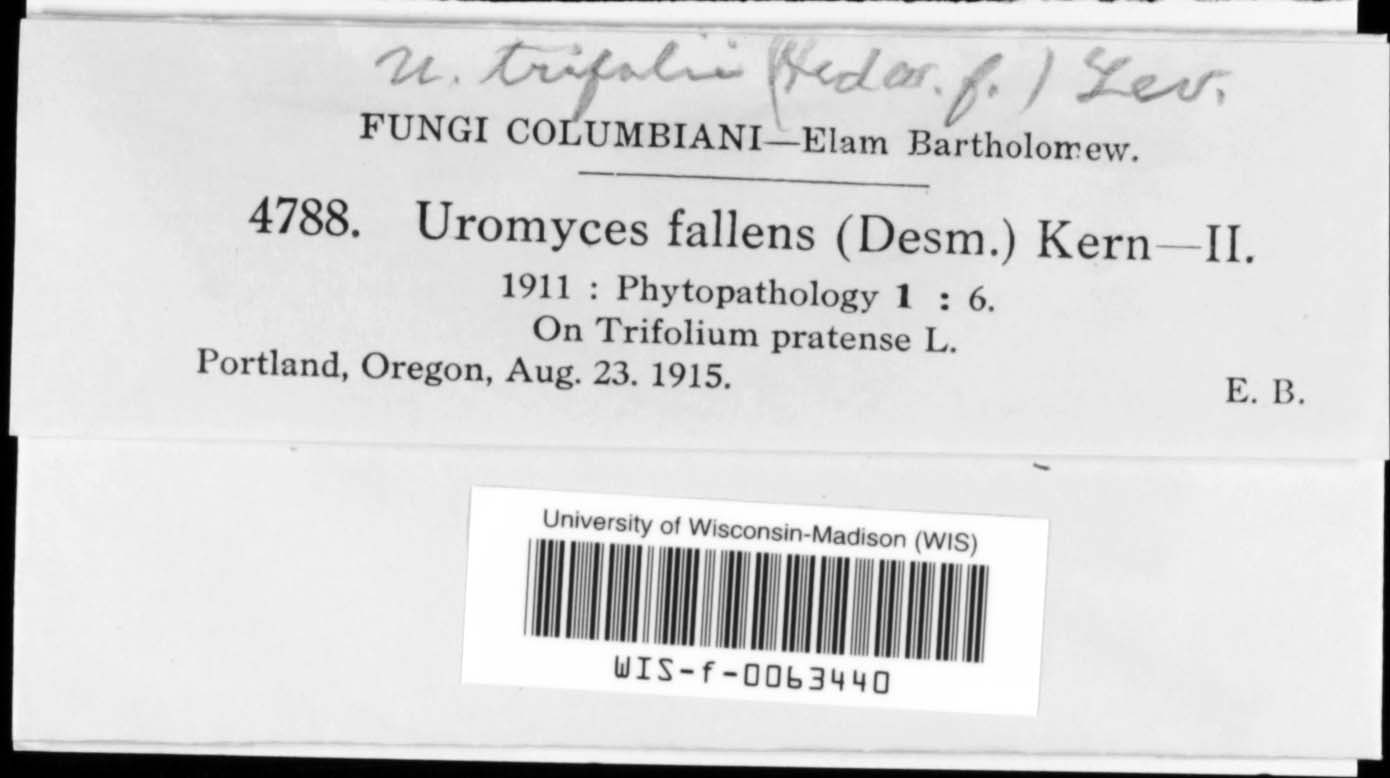 U. trifolii (Hedw. f.) Lev.
FUNGI COLUMBIANI—Elam Bartholomew.
4788. Uromyces fallens (Desm.) Kern—II.
1911 : Phytopathology 1 : 6.
On Trifolium pratense L.
Portland, Oregon, Aug. 23. 1915.
E. B.
University of Wisconsin-Madison (WIS)
WIS-f-0063440